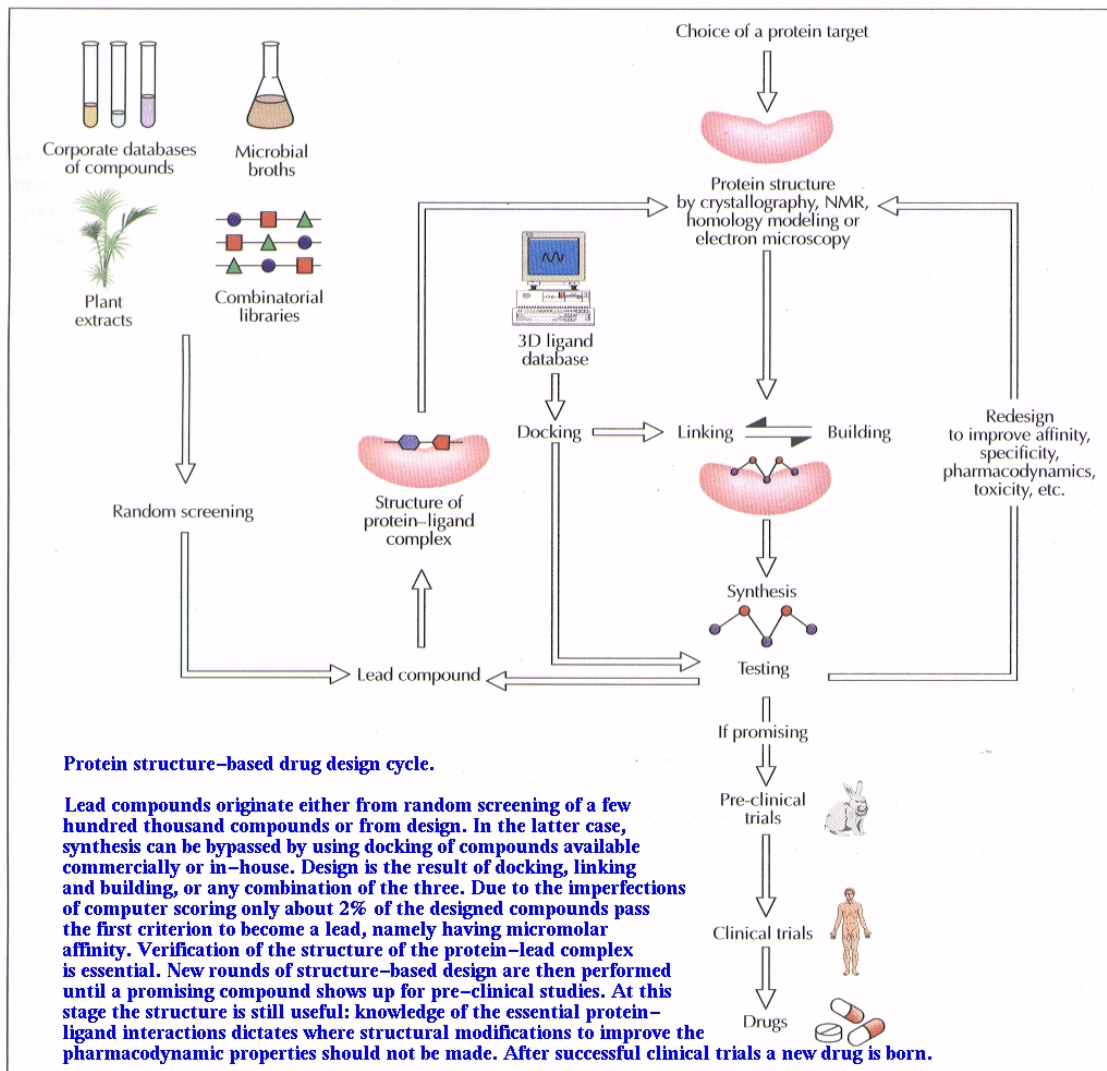 Choice of a protein target
Corporate databases
of compounds
Microbial
broths
Plant
extracts
Combinatorial
libraries
Protein structure
by crystallography, NMR,
homology modeling or
electron microscopy
3D ligand
database
Docking
Linking
Building
Redesign
to improve affinity,
specificity,
pharmacodynamics,
toxicity, etc.
Random screening
Structure of
protein–ligand
complex
Synthesis
Lead compound
Testing
If promising
Pre-clinical
trials
Clinical trials
Drugs
Protein structure–based drug design cycle.
Lead compounds originate either from random screening of a few
hundred thousand compounds or from design. In the latter case,
synthesis can be bypassed by using docking of compounds available
commercially or in–house. Design is the result of docking, linking
and building, or any combination of the three. Due to the imperfections
of computer scoring only about 2% of the designed compounds pass
the first criterion to become a lead, namely having micromolar
affinity. Verification of the structure of the protein–lead complex
is essential. New rounds of structure–based design are then performed
until a promising compound shows up for pre–clinical studies. At this
stage the structure is still useful: knowledge of the essential protein–
ligand interactions dictates where structural modifications to improve the
pharmacodynamic properties should not be made. After successful clinical trials a new drug is born.